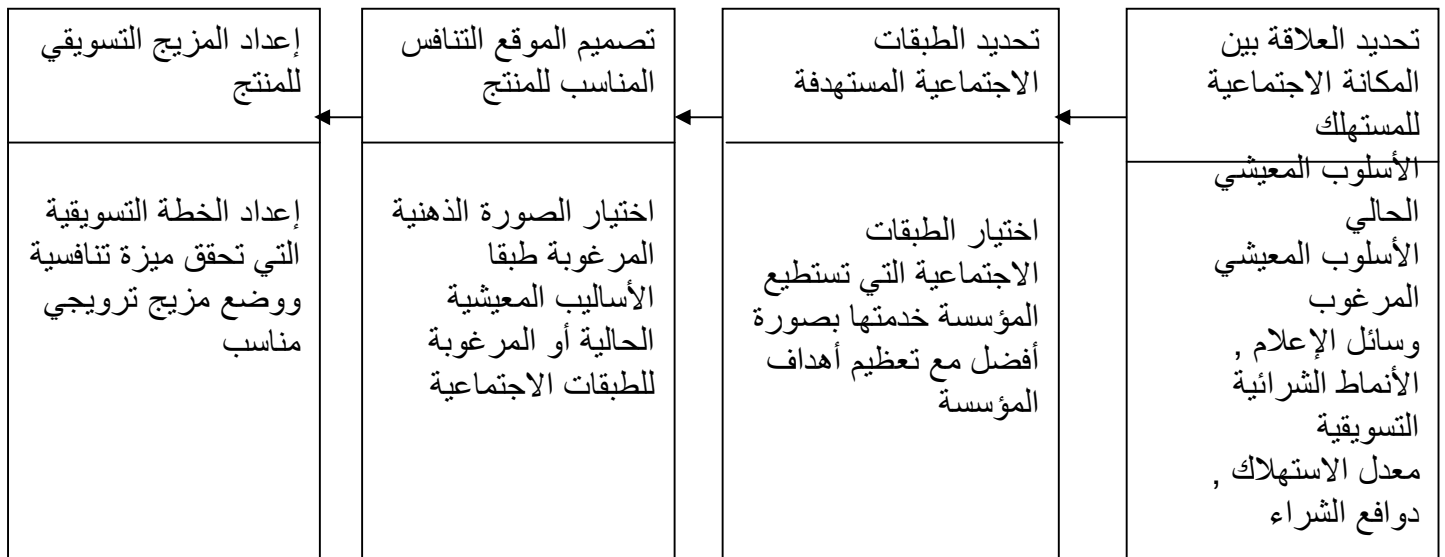 تحديد العلاقة بين
المكانة الاجتماعية
للمستهلك
الأسلوب المعيشي
الحالي
الأسلوب المعيشي
المرغوب
وسائل الإعلام ,
الأنماط الشرائية
التسويقية
معدل الاستهلاك ,
دوافع الشراء
تحديد الطبقات
الاجتماعية المستهدفة
اختيار الطبقات
الاجتماعية التي تستطيع
المؤسسة خدمتها بصورة
أفضل مع تعظيم أهداف
المؤسسة
تصميم الموقع التنافس
المناسب للمنتج
اختيار الصورة الذهنية
المرغوبة طبقا
الأساليب المعيشية
الحالية أو المرغوبة
للطبقات الاجتماعية
إعداد المزيج التسويقي
للمنتج
إعداد الخطة التسويقية
التي تحقق ميزة تنافسية
ووضع مزيج ترويجي
مناسب